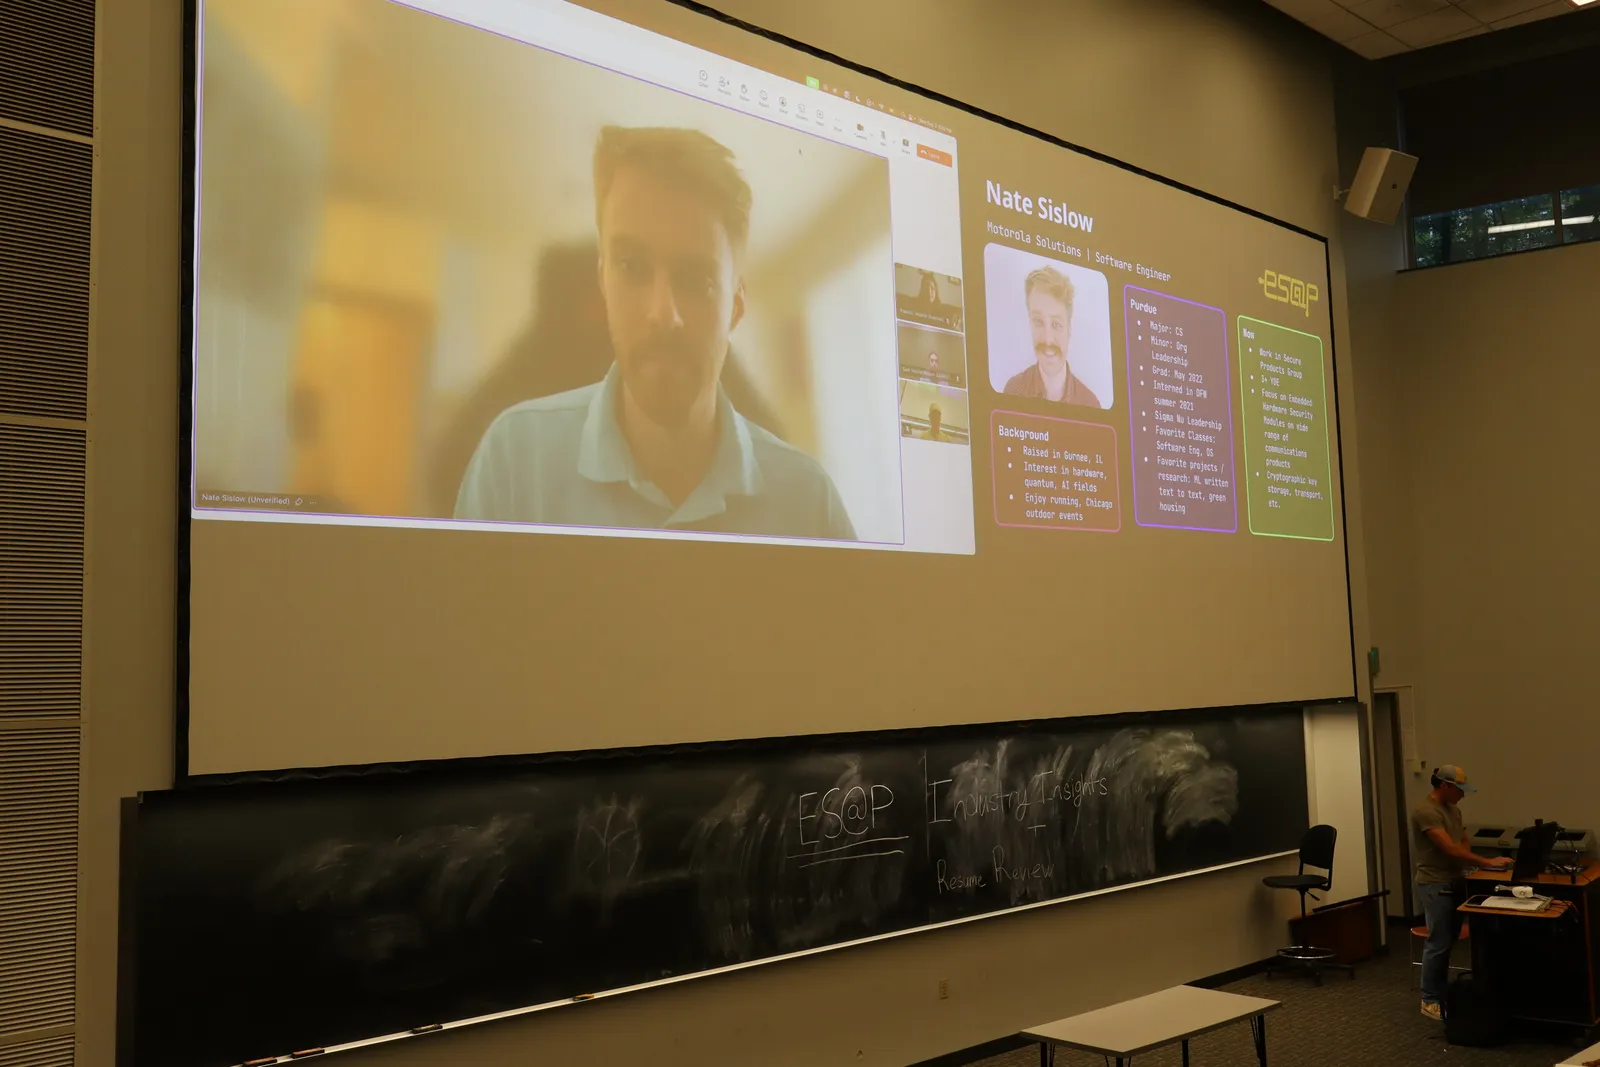 Nate Sislow (Unverified)
Nate Sislow
Motorola Solutions | Software Engineer
Background
• Raised in Gurnee, IL
• Interest in hardware,
quantum, AI fields
• Enjoy running, Chicago
outdoor events
Purdue
• Major: CS
• Minor: Org
Leadership
• Grad: May 2022
• Interned in DFW
summer 2021
• Sigma Nu Leadership
• Favorite Classes:
Software Eng, OS
• Favorite projects /
research: ML written
text to text, green
housing
es@p
Now
• Work in Secure
Products Group
• 3+ YOE
• Focus on Embedded
Hardware Security
Modules on wide
range of
communications
products
• Cryptographic key
storage, transport,
etc.
ES@P
Industry Insights
+
Resume Review